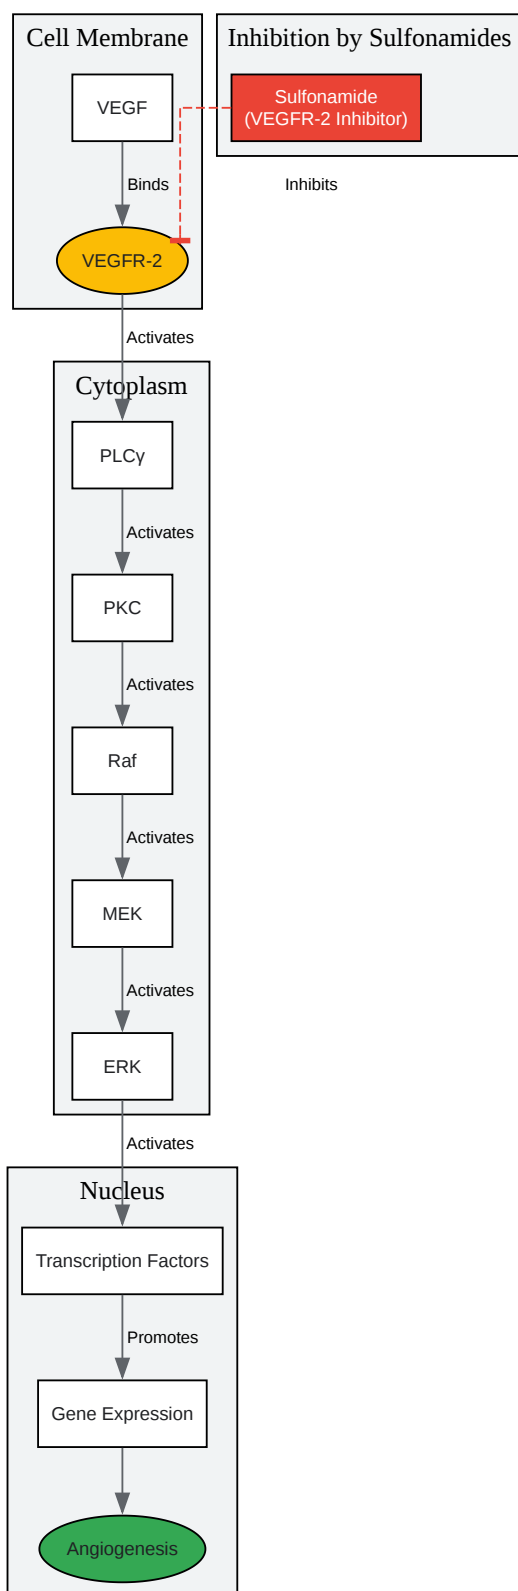 Cell Membrane
Inhibition by Sulfonamides
VEGF
Sulfonamide
(VEGFR-2 Inhibitor)
Binds
Inhibits
VEGFR-2
Activates
Cytoplasm
PLCγ
Activates
PKC
Activates
Raf
Activates
MEK
Activates
ERK
Activates
Nucleus
Transcription Factors
Promotes
Gene Expression
Angiogenesis